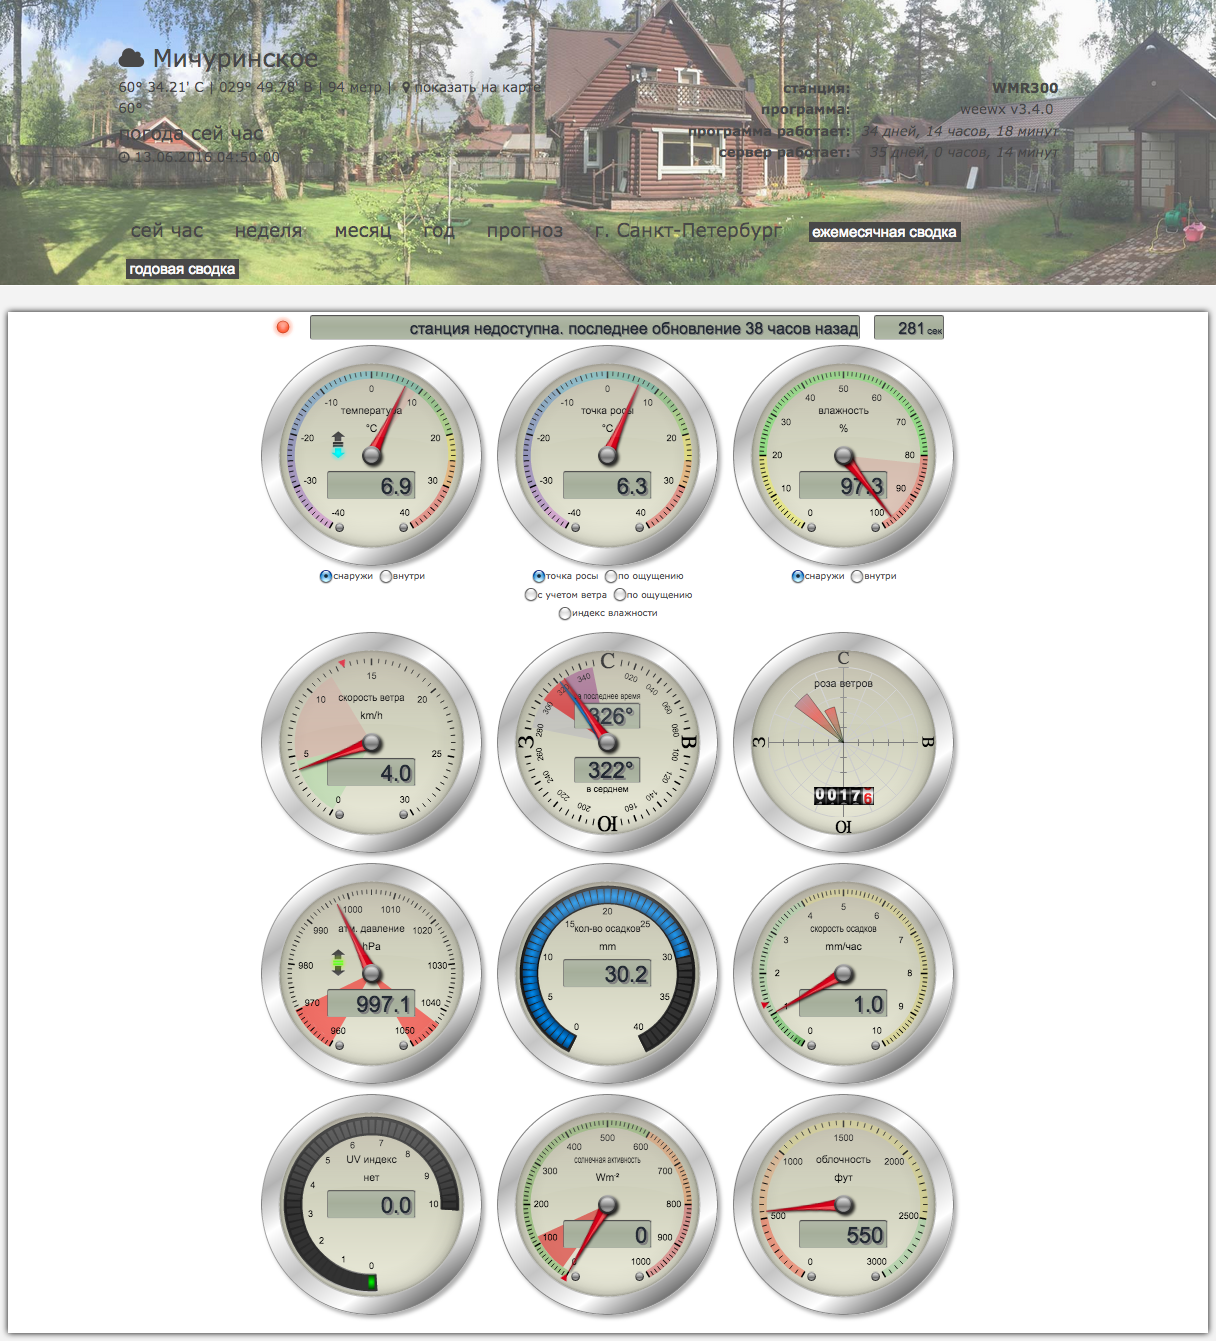 Мичуринское
60° 34.21' С | 029° 49.78' В | 94 метр | показать на карте
60°
погода сей час
13.06.2016 04:50:00
станция: WMR300
программа: weewx v3.4.0
программа работает: 34 дней, 14 часов, 18 минут
сервер работает: 35 дней, 0 часов, 14 минут
сей час неделя месяц год прогноз г. Санкт-Петербург ежемесячная сводка
годовая сводка
станция недоступна. последнее обновление 38 часов назад 281 сек
температура
°C
-40 -30 -20 -10 0 10 20 30 40
6.9
снаружи внутри
точка росы
°C
-40 -30 -20 -10 0 10 20 30 40
6.3
точка росы по ощущению
с учетом ветра по ощущению
индекс влажности
влажность
%
0 10 20 30 40 50 60 70 80 90 100
97.3
снаружи внутри
скорость ветра
km/h
0 5 10 15 20 25 30
4.0
С
020 040 060
В
100 120 140 160
Ю
200 220 240 260
З
280 300 320 340
последнее время
326°
322°
в серднем
роза ветров
С
В
Ю
З
00176
атм. давление
hPa
960 970 980 990 1000 1010 1020 1030 1040 1050
997.1
кол-во осадков
mm
0 5 10 15 20 25 30 35 40
30.2
скорость осадков
mm/час
0 1 2 3 4 5 6 7 8 9 10
1.0
UV индекс
нет
0 1 2 3 4 5 6 7 8 9 10
0.0
солнечная активность
Wm⁻²
0 100 200 300 400 500 600 700 800 900 1000
0
облочность
фут
0 500 1000 1500 2000 2500 3000
550